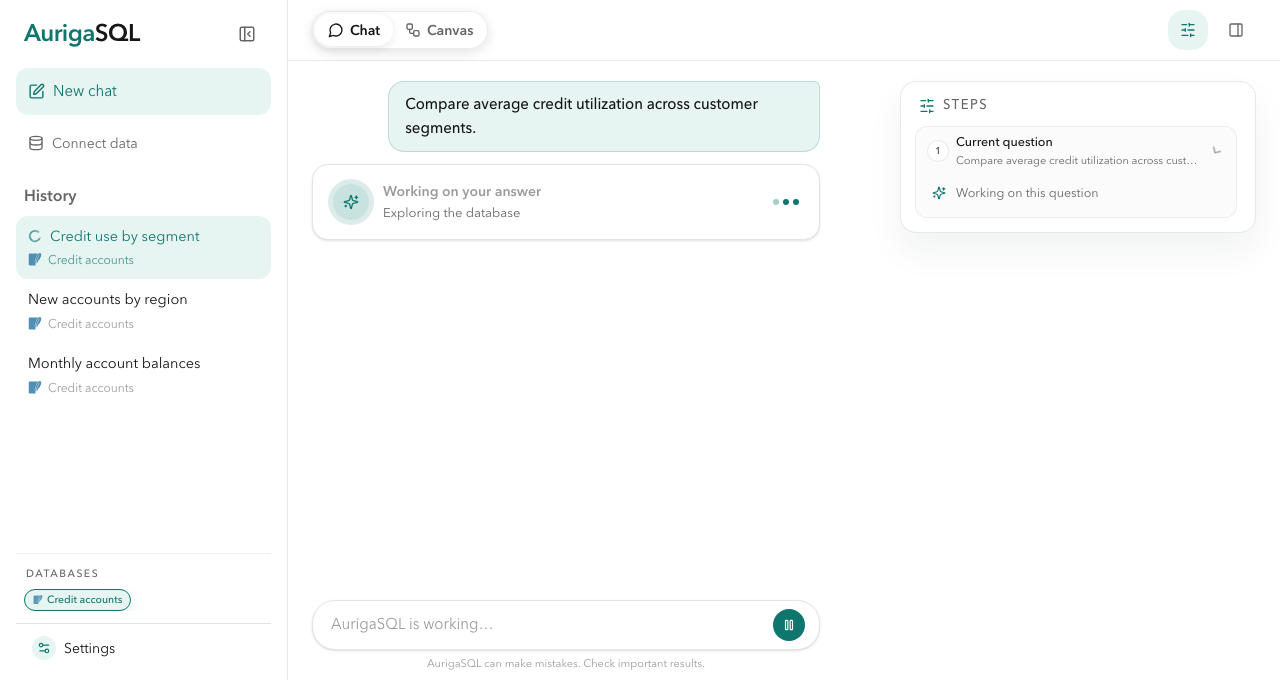 AurigaSQL
New chat
Connect data
History
Credit use by segment
Credit accounts
New accounts by region
Credit accounts
Monthly account balances
Credit accounts
DATABASES
Credit accounts
Settings
Chat
Canvas
Compare average credit utilization across customer
segments.
Working on your answer
Exploring the database
AurigaSQL is working...
AurigaSQL can make mistakes. Check important results.
STEPS
1
Current question
Compare average credit utilization across cust...
Working on this question